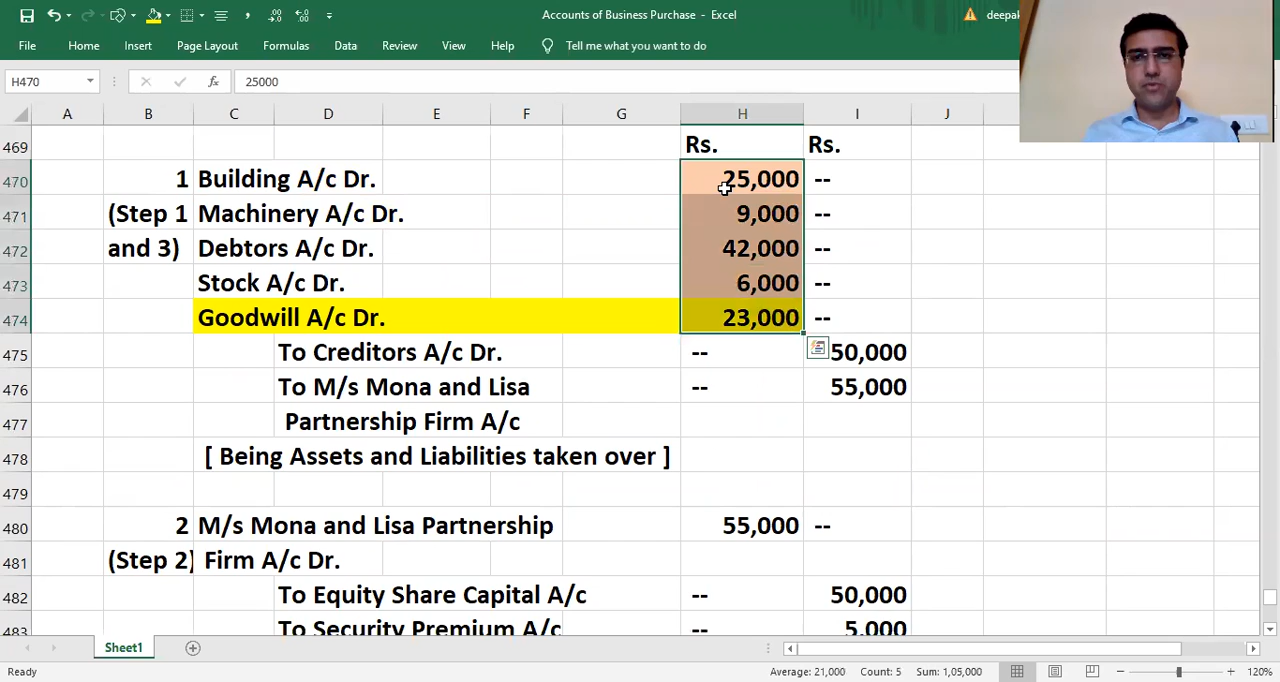 Accounts of Business Purchase - Excel
deepak
File Home Insert Page Layout Formulas Data Review View Help Tell me what you want to do
H470 fx 25000
A B C D E F G H I J
469 Rs. Rs.
470 1 Building A/c Dr. 25,000 --
471 (Step 1 Machinery A/c Dr. 9,000 --
472 and 3) Debtors A/c Dr. 42,000 --
473 Stock A/c Dr. 6,000 --
474 Goodwill A/c Dr. 23,000 --
475 To Creditors A/c Dr. -- 50,000
476 To M/s Mona and Lisa -- 55,000
477 Partnership Firm A/c
478 [ Being Assets and Liabilities taken over ]
479
480 2 M/s Mona and Lisa Partnership 55,000 --
481 (Step 2) Firm A/c Dr.
482 To Equity Share Capital A/c -- 50,000
483 To Security Premium A/c -- 5,000
Sheet1
Ready Average: 21,000 Count: 5 Sum: 1,05,000 120%